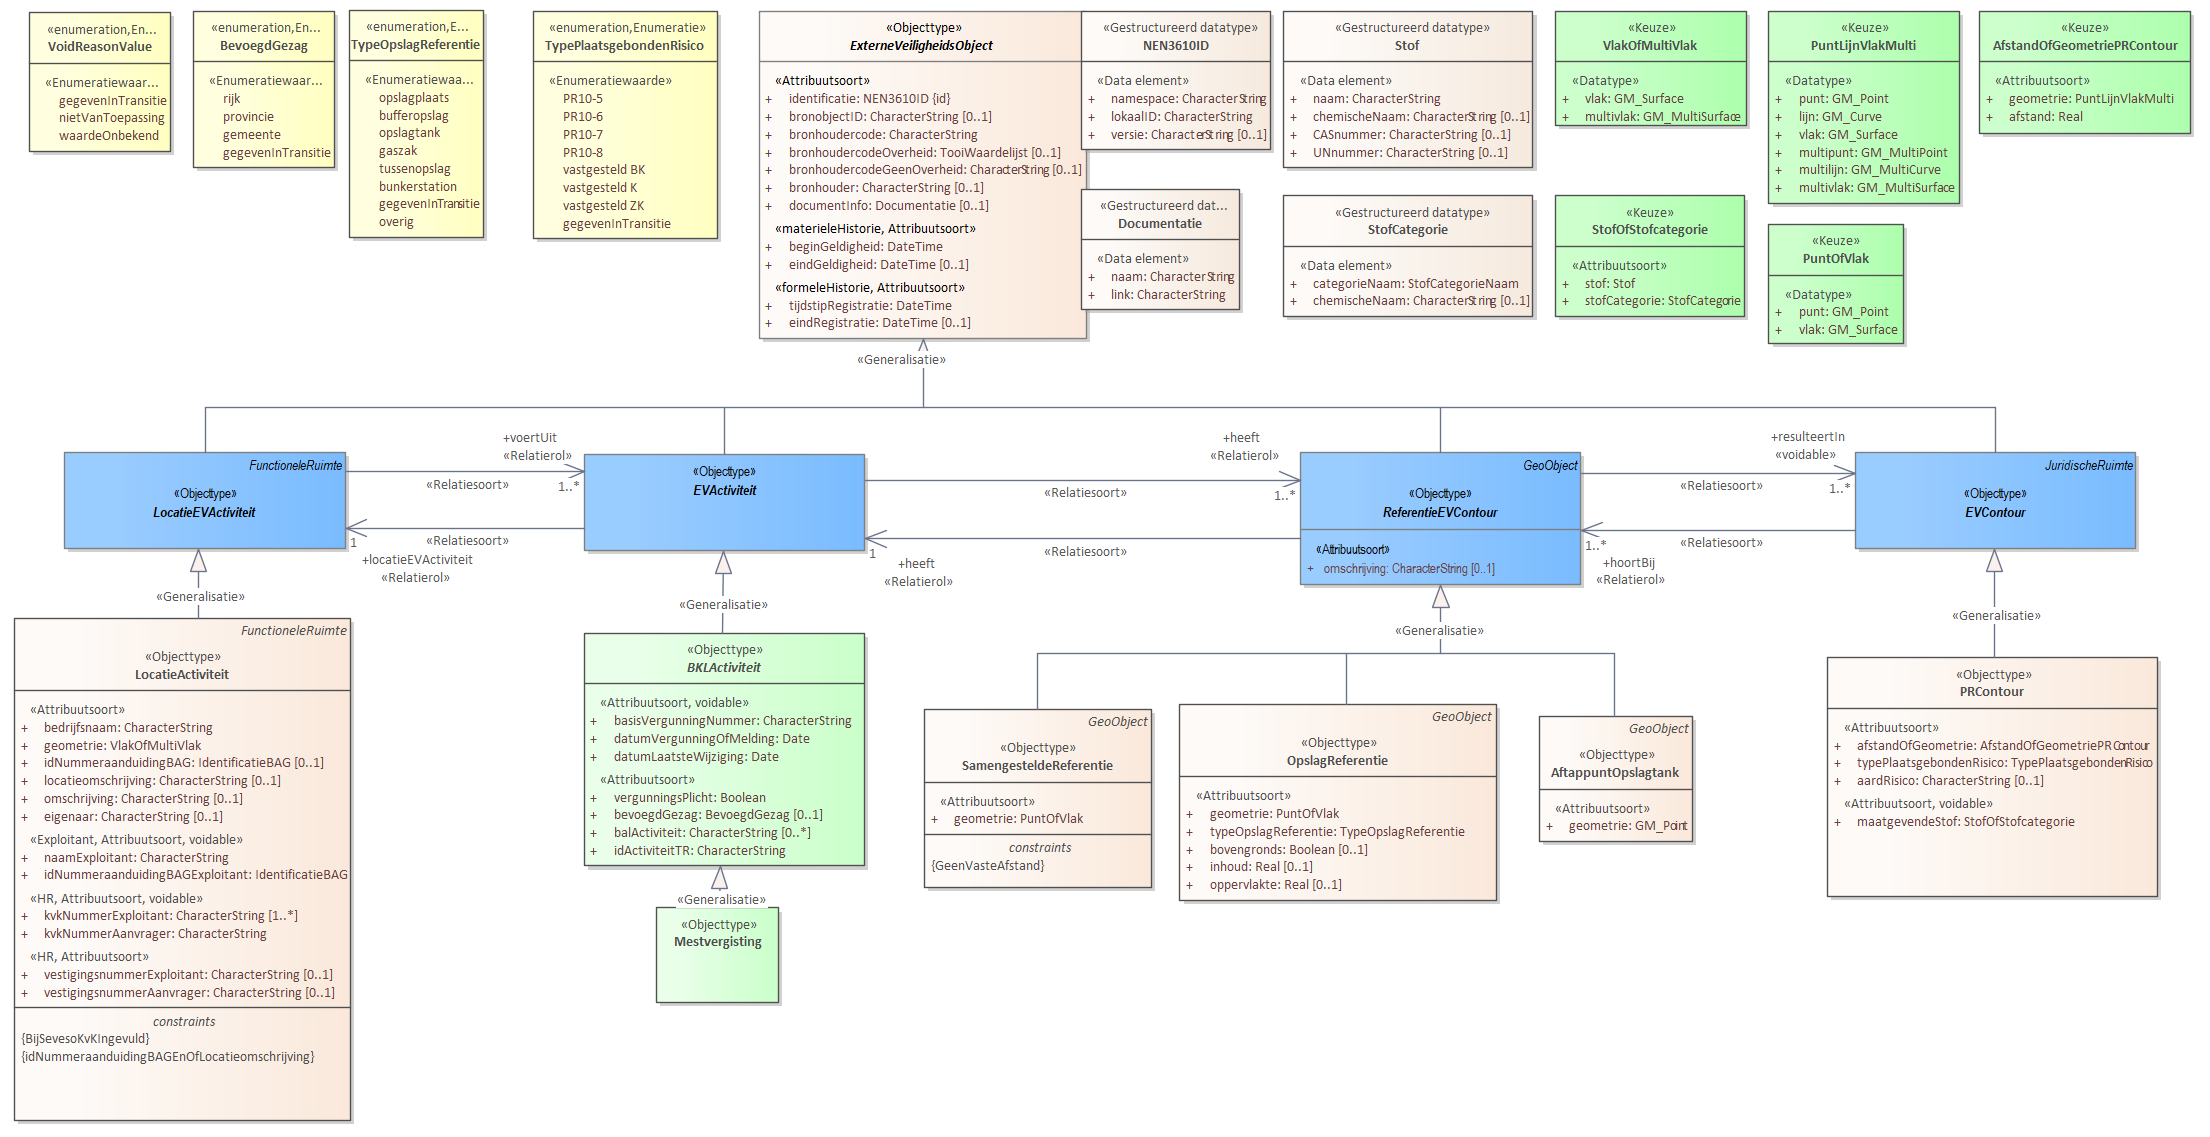 «enumeration,En...
VoidReasonValue
«Enumeratiewaar...
gegevenInTransitie
nietVanToepassing
waardeOnbekend
«enumeration,En...
BevoegdGezag
«Enumeratiewaar...
rijk
provincie
gemeente
gegevenInTransitie
«enumeration,E...
TypeOpslagReferentie
«Enumeratiewaa...
opslagplaats
bufferopslag
opslagtank
gaszak
tussenopslag
bunkerstation
gegevenInTransitie
overig
«enumeration,Enumeratie»
TypePlaatsgebondenRisico
«Enumeratiewaarde»
PR10-5
PR10-6
PR10-7
PR10-8
vastgesteld BK
vastgesteld K
vastgesteld ZK
gegevenInTransitie
«Objecttype»
ExterneVeiligheidsObject
«Attribuutsoort»
+ identificatie: NEN3610ID {id}
+ bronobjectID: CharacterString [0..1]
+ bronhoudercode: CharacterString
+ bronhoudercodeOverheid: TooiWaardelijst [0..1]
+ bronhoudercodeGeenOverheid: CharacterString [0..1]
+ bronhouder: CharacterString [0..1]
+ documentInfo: Documentatie [0..1]
«materieleHistorie, Attribuutsoort»
+ beginGeldigheid: DateTime
+ eindGeldigheid: DateTime [0..1]
«formeleHistorie, Attribuutsoort»
+ tijdstipRegistratie: DateTime
+ eindRegistratie: DateTime [0..1]
«Gestructureerd datatype»
NEN3610ID
«Data element»
+ namespace: CharacterString
+ lokaalID: CharacterString
+ versie: CharacterString [0..1]
«Gestructureerd dat...
Documentatie
«Data element»
+ naam: CharacterString
+ link: CharacterString
«Gestructureerd datatype»
Stof
«Data element»
+ naam: CharacterString
+ chemischeNaam: CharacterString [0..1]
+ CASnummer: CharacterString [0..1]
+ UNnummer: CharacterString [0..1]
«Gestructureerd datatype»
StofCategorie
«Data element»
+ categorieNaam: StofCategorieNaam
+ chemischeNaam: CharacterString [0..1]
«Keuze»
VlakOfMultiVlak
«Datatype»
+ vlak: GM_Surface
+ multivlak: GM_MultiSurface
«Keuze»
StofOfStofcategorie
«Attribuutsoort»
+ stof: Stof
+ stofCategorie: StofCategorie
«Keuze»
PuntLijnVlakMulti
«Datatype»
+ punt: GM_Point
+ lijn: GM_Curve
+ vlak: GM_Surface
+ multipunt: GM_MultiPoint
+ multilijn: GM_MultiCurve
+ multivlak: GM_MultiSurface
«Keuze»
PuntOfVlak
«Datatype»
+ punt: GM_Point
+ vlak: GM_Surface
«Keuze»
AfstandOfGeometriePRContour
«Attribuutsoort»
+ geometrie: PuntLijnVlakMulti
+ afstand: Real
«Generalisatie»
FunctioneleRuimte
«Objecttype»
LocatieEVActiviteit
+voertUit
«Relatierol»
1..*
«Relatiesoort»
«Relatiesoort»
1
+locatieEVActiviteit
«Relatierol»
«Objecttype»
EVActiviteit
+heeft
«Relatierol»
1..*
«Relatiesoort»
«Relatiesoort»
1
+heeft
«Relatierol»
GeoObject
«Objecttype»
ReferentieEVContour
«Attribuutsoort»
+ omschrijving: CharacterString [0..1]
+resulteertIn
«voidable»
1..*
«Relatiesoort»
«Relatiesoort»
1..*
+hoortBij
«Relatierol»
JuridischeRuimte
«Objecttype»
EVContour
«Generalisatie»
«Generalisatie»
«Generalisatie»
«Generalisatie»
FunctioneleRuimte
«Objecttype»
LocatieActiviteit
«Attribuutsoort»
+ bedrijfsnaam: CharacterString
+ geometrie: VlakOfMultiVlak
+ idNummeraanduidingBAG: IdentificatieBAG [0..1]
+ locatieomschrijving: CharacterString [0..1]
+ omschrijving: CharacterString [0..1]
+ eigenaar: CharacterString [0..1]
«Exploitant, Attribuutsoort, voidable»
+ naamExploitant: CharacterString
+ idNummeraanduidingBAGExploitant: IdentificatieBAG
«HR, Attribuutsoort, voidable»
+ kvkNummerExploitant: CharacterString [1..*]
+ kvkNummerAanvrager: CharacterString
«HR, Attribuutsoort»
+ vestigingsnummerExploitant: CharacterString [0..1]
+ vestigingsnummerAanvrager: CharacterString [0..1]
constraints
{BijSevesoKvKIngevuld}
{idNummeraanduidingBAGEnOfLocatieomschrijving}
«Objecttype»
BKLActiviteit
«Attribuutsoort, voidable»
+ basisVergunningNummer: CharacterString
+ datumVergunningOfMelding: Date
+ datumLaatsteWijziging: Date
«Attribuutsoort»
+ vergunningsPlicht: Boolean
+ bevoegdGezag: BevoegdGezag [0..1]
+ balActiviteit: CharacterString [0..*]
+ idActiviteitTR: CharacterString
«Generalisatie»
«Objecttype»
Mestvergisting
GeoObject
«Objecttype»
SamengesteldeReferentie
«Attribuutsoort»
+ geometrie: PuntOfVlak
constraints
{GeenVasteAfstand}
GeoObject
«Objecttype»
OpslagReferentie
«Attribuutsoort»
+ geometrie: PuntOfVlak
+ typeOpslagReferentie: TypeOpslagReferentie
+ bovengronds: Boolean [0..1]
+ inhoud: Real [0..1]
+ oppervlakte: Real [0..1]
GeoObject
«Objecttype»
AftappuntOpslagtank
«Attribuutsoort»
+ geometrie: GM_Point
«Objecttype»
PRContour
«Attribuutsoort»
+ afstandOfGeometrie: AfstandOfGeometriePRContour
+ typePlaatsgebondenRisico: TypePlaatsgebondenRisico
+ aardRisico: CharacterString [0..1]
«Attribuutsoort, voidable»
+ maatgevendeStof: StofOfStofcategorie